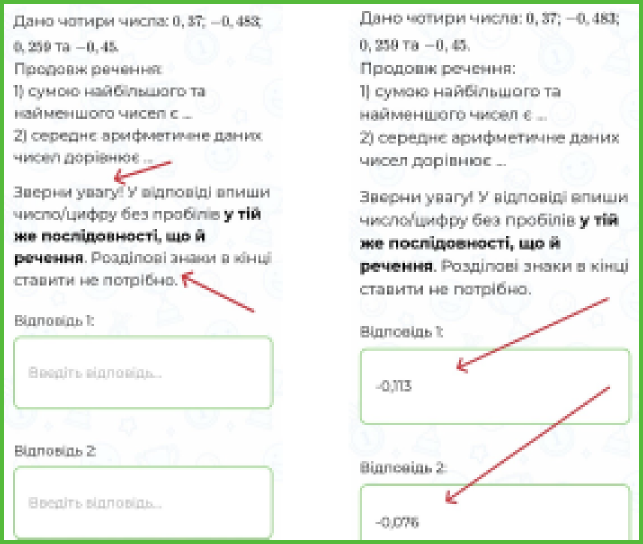 Дано чотири числа: 0,37; −0,483;
0,259 та −0,45.
Продовж речення:
1) сумою найбільшого та
найменшого чисел є ...
2) середнє арифметичне даних
чисел дорівнює ...
Зверни увагу! У відповіді впиши
число/цифру без пробілів у тій
же послідовності, що й
речення. Розділові знаки в кінці
ставити не потрібно.
Відповідь 1:
Введіть відповідь...
Відповідь 2:
Введіть відповідь...
Дано чотири числа: 0,37; −0,483;
0,259 та −0,45.
Продовж речення:
1) сумою найбільшого та
найменшого чисел є ...
2) середнє арифметичне даних
чисел дорівнює ...
Зверни увагу! У відповіді впиши
число/цифру без пробілів у тій
же послідовності, що й
речення. Розділові знаки в кінці
ставити не потрібно.
Відповідь 1:
-0,113
Відповідь 2:
-0,076